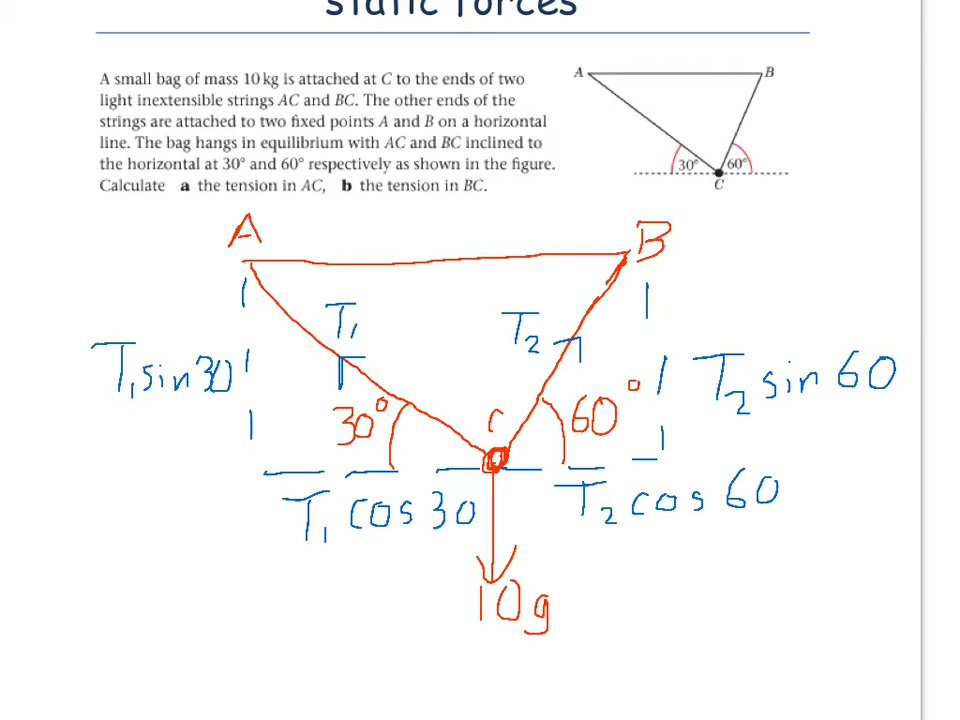 static forces
A small bag of mass 10 kg is attached at C to the ends of two
light inextensible strings AC and BC. The other ends of the
strings are attached to two fixed points A and B on a horizontal
line. The bag hangs in equilibrium with AC and BC inclined to
the horizontal at 30° and 60° respectively as shown in the figure.
Calculate a the tension in AC, b the tension in BC.
A B
30° 60°
C
A B
T₁ T₂
T₁ sin 30 T₂ sin 60
30° C 60°
T₁ cos 30 T₂ cos 60
10g